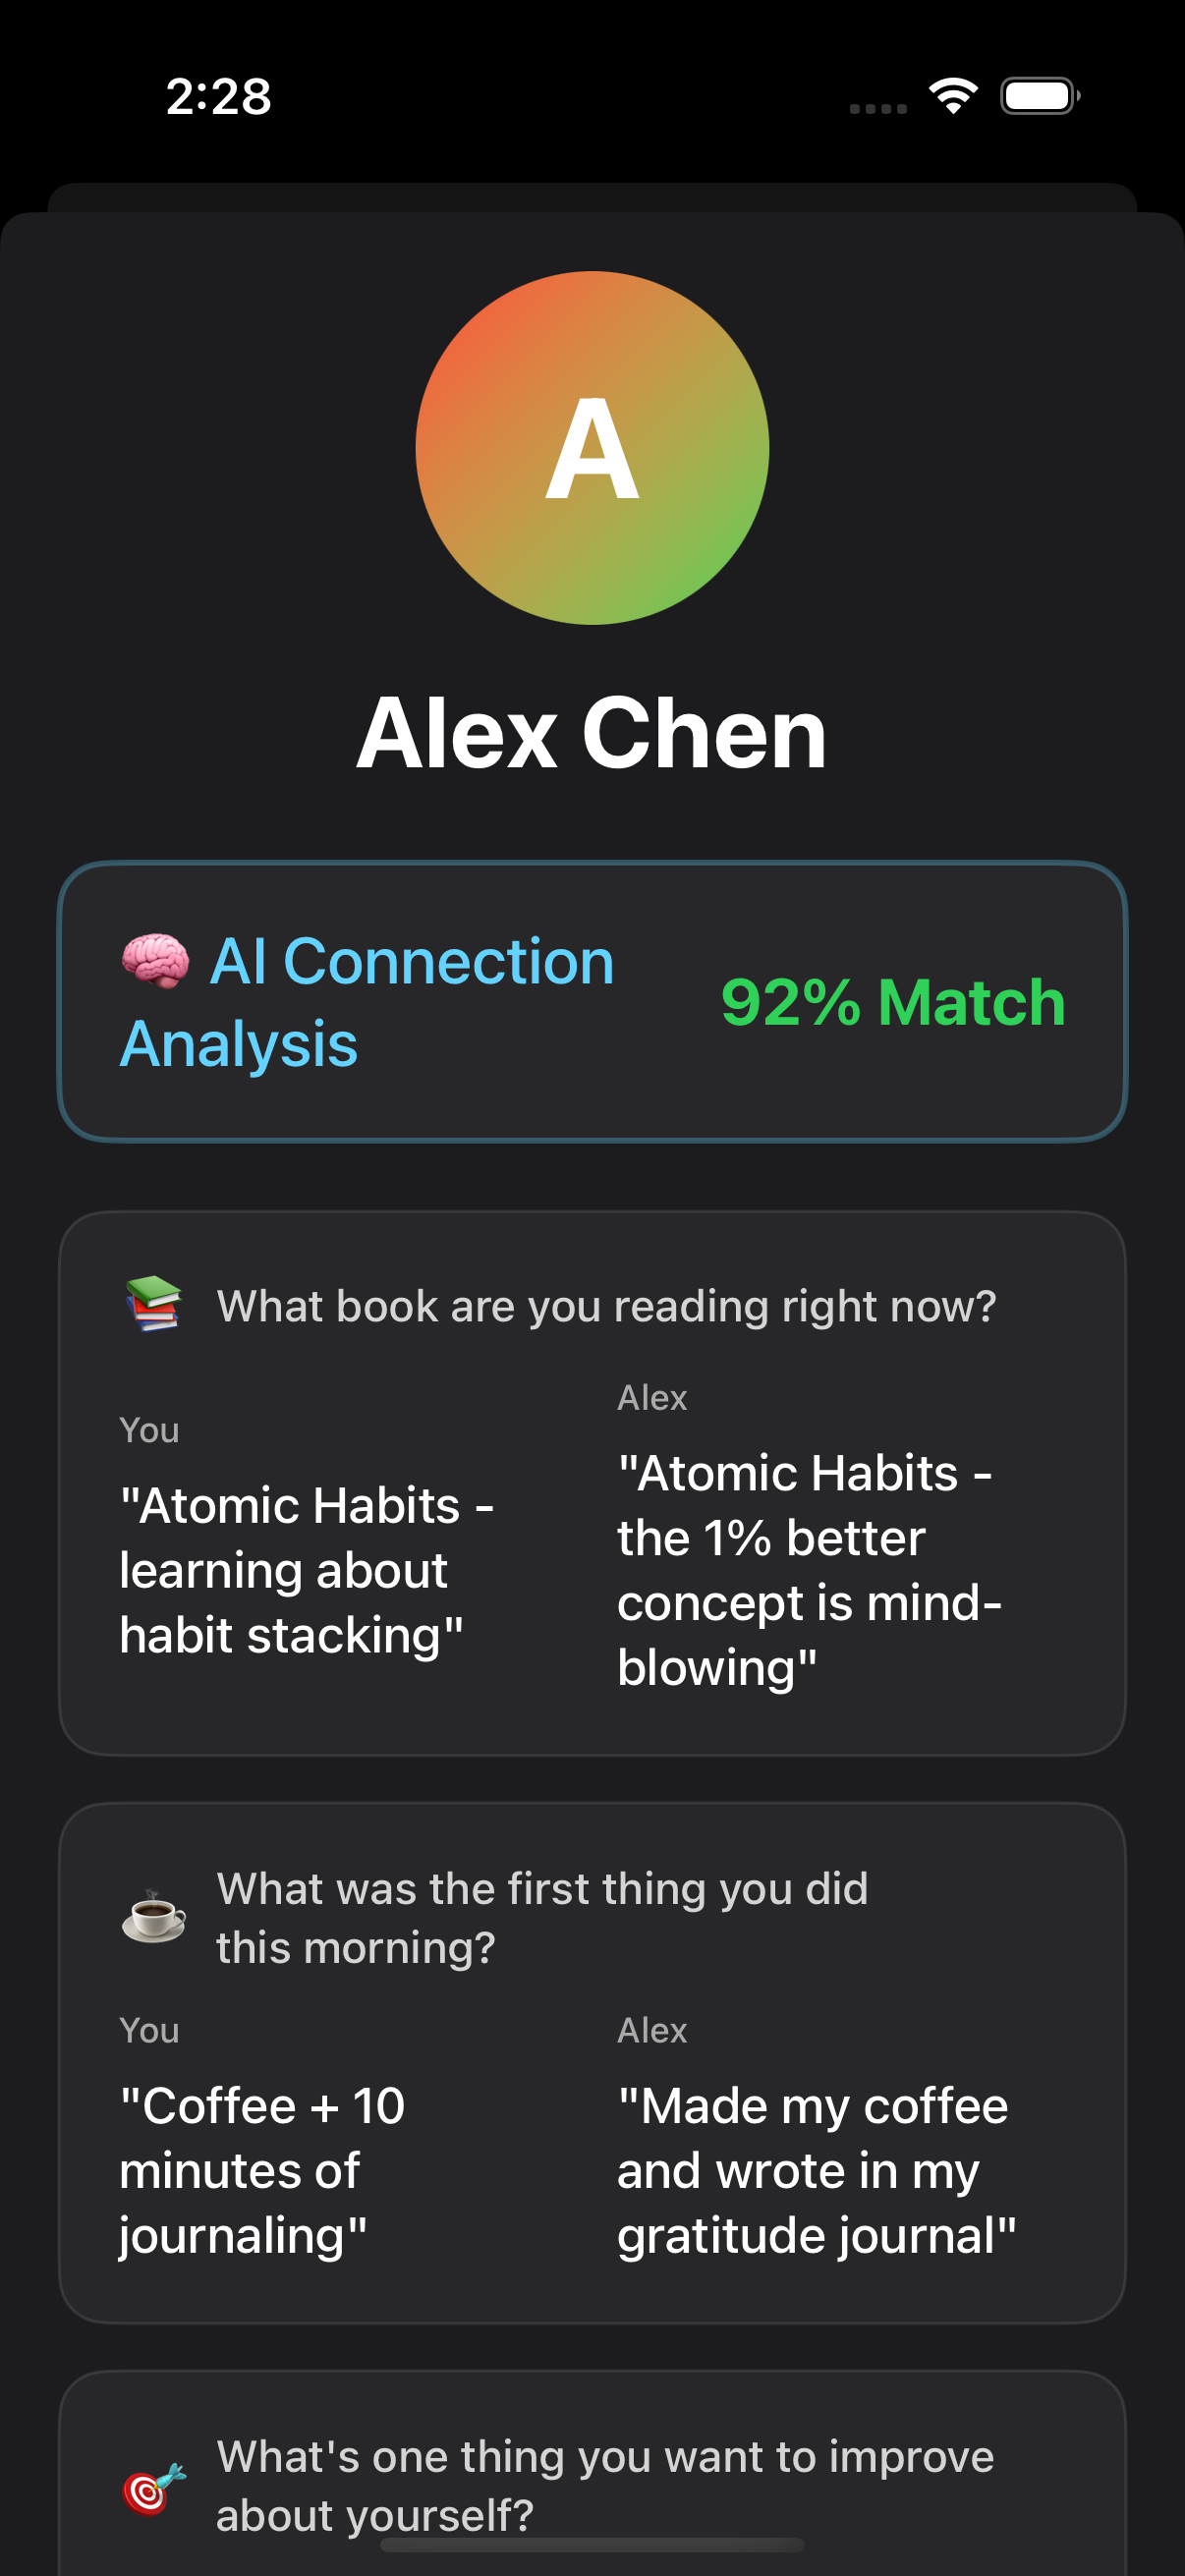 2:28
A
Alex Chen
🧠 AI Connection
Analysis
92% Match
📚 What book are you reading right now?
You
"Atomic Habits -
learning about
habit stacking"
Alex
"Atomic Habits -
the 1% better
concept is mind-
blowing"
☕ What was the first thing you did
this morning?
You
"Coffee + 10
minutes of
journaling"
Alex
"Made my coffee
and wrote in my
gratitude journal"
🎯 What's one thing you want to improve
about yourself?